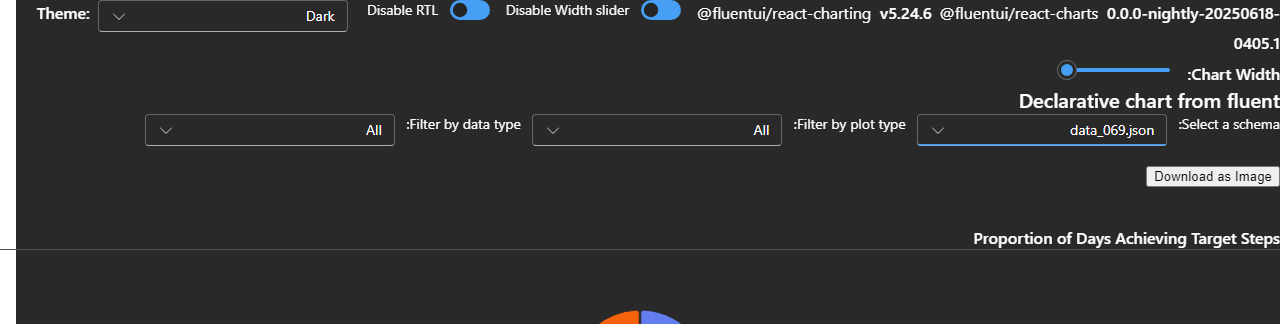 Theme: Dark Disable RTL Disable Width slider @fluentui/react-charting v5.24.6 @fluentui/react-charts 0.0.0-nightly-20250618-
0405.1
:Chart Width
Declarative chart from fluent
:Select a schema data_069.json :Filter by plot type All :Filter by data type All
Download as Image
Proportion of Days Achieving Target Steps